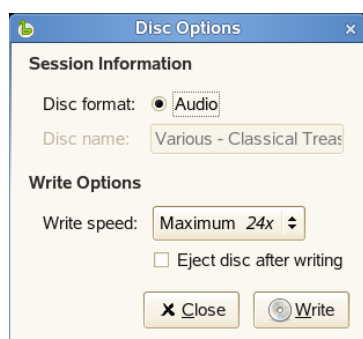 Disc Options
Session Information
Disc format: Audio
Disc name: Various - Classical Treas
Write Options
Write speed: Maximum 24x
Eject disc after writing
Close Write